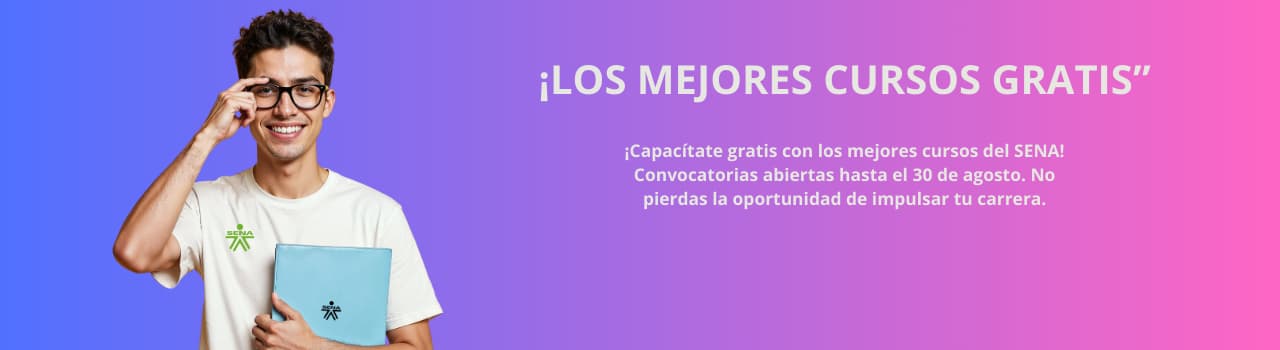 ¡LOS MEJORES CURSOS GRATIS”
¡Capacítate gratis con los mejores cursos del SENA!
Convocatorias abiertas hasta el 30 de agosto. No
pierdas la oportunidad de impulsar tu carrera.
SENA
SENA